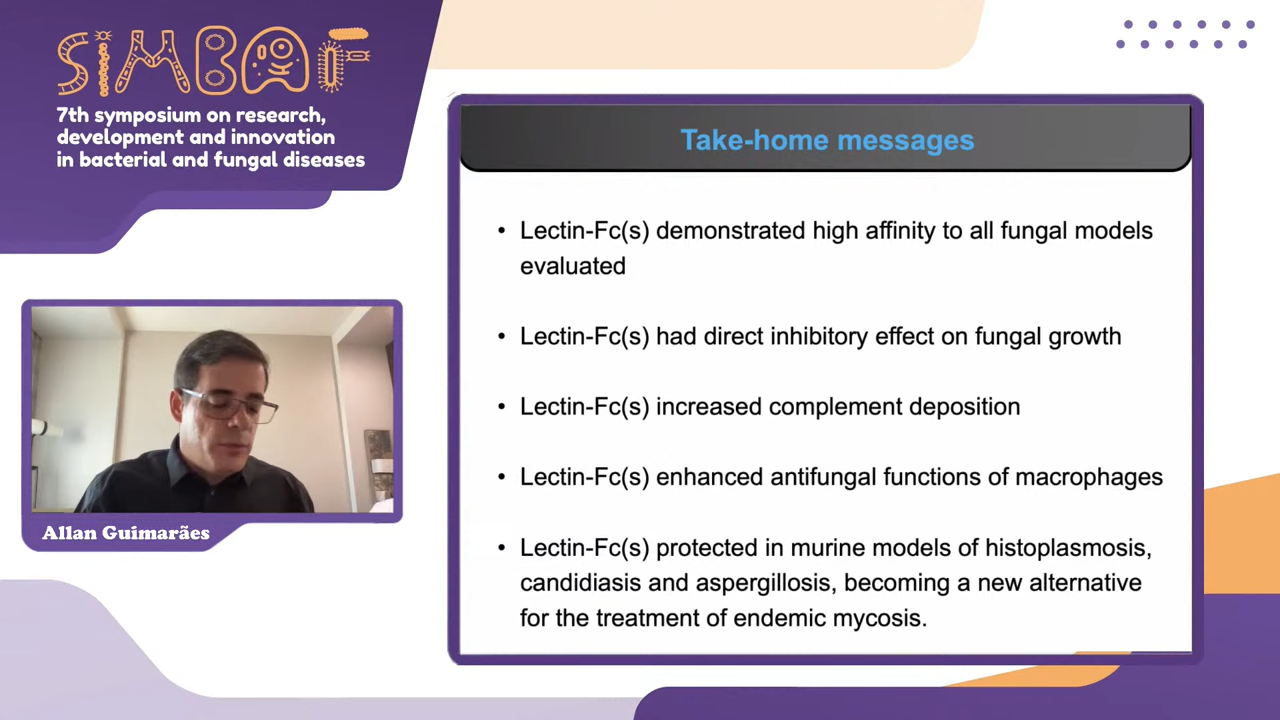 SIMBAF
7th symposium on research,
development and innovation
in bacterial and fungal diseases
Take-home messages
• Lectin-Fc(s) demonstrated high affinity to all fungal models
evaluated
• Lectin-Fc(s) had direct inhibitory effect on fungal growth
• Lectin-Fc(s) increased complement deposition
• Lectin-Fc(s) enhanced antifungal functions of macrophages
• Lectin-Fc(s) protected in murine models of histoplasmosis,
candidiasis and aspergillosis, becoming a new alternative
for the treatment of endemic mycosis.
Allan Guimarães